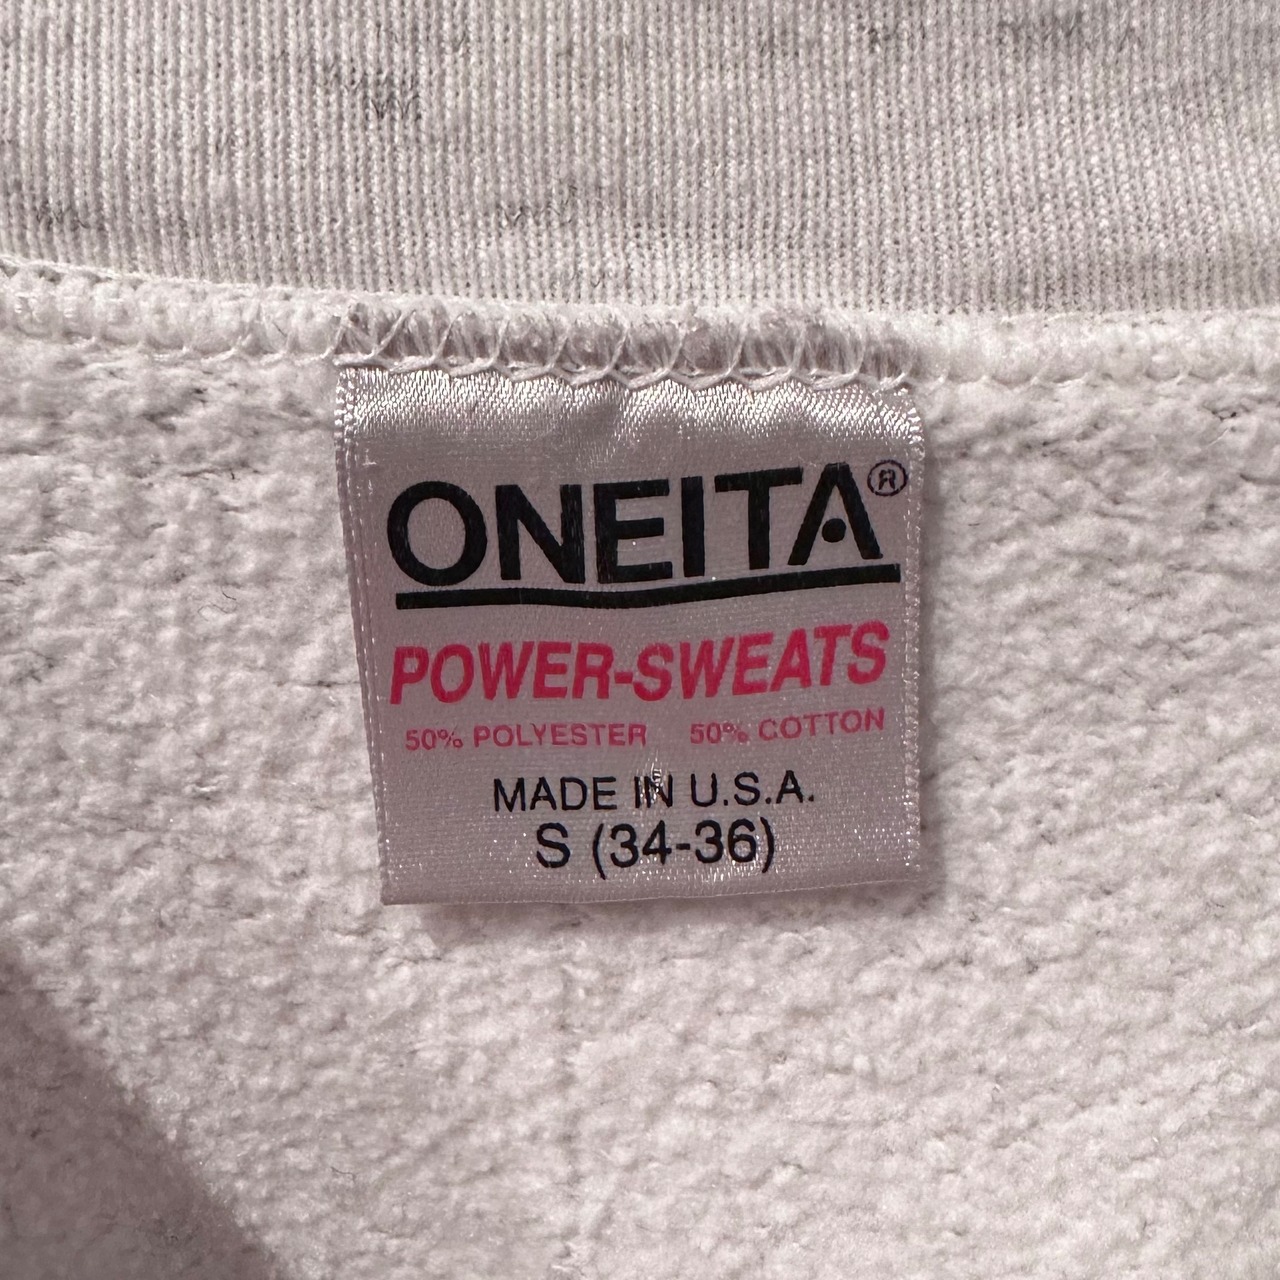 ONEITA®
POWER-SWEATS
50% POLYESTER 50% COTTON
MADE IN U.S.A.
S (34-36)